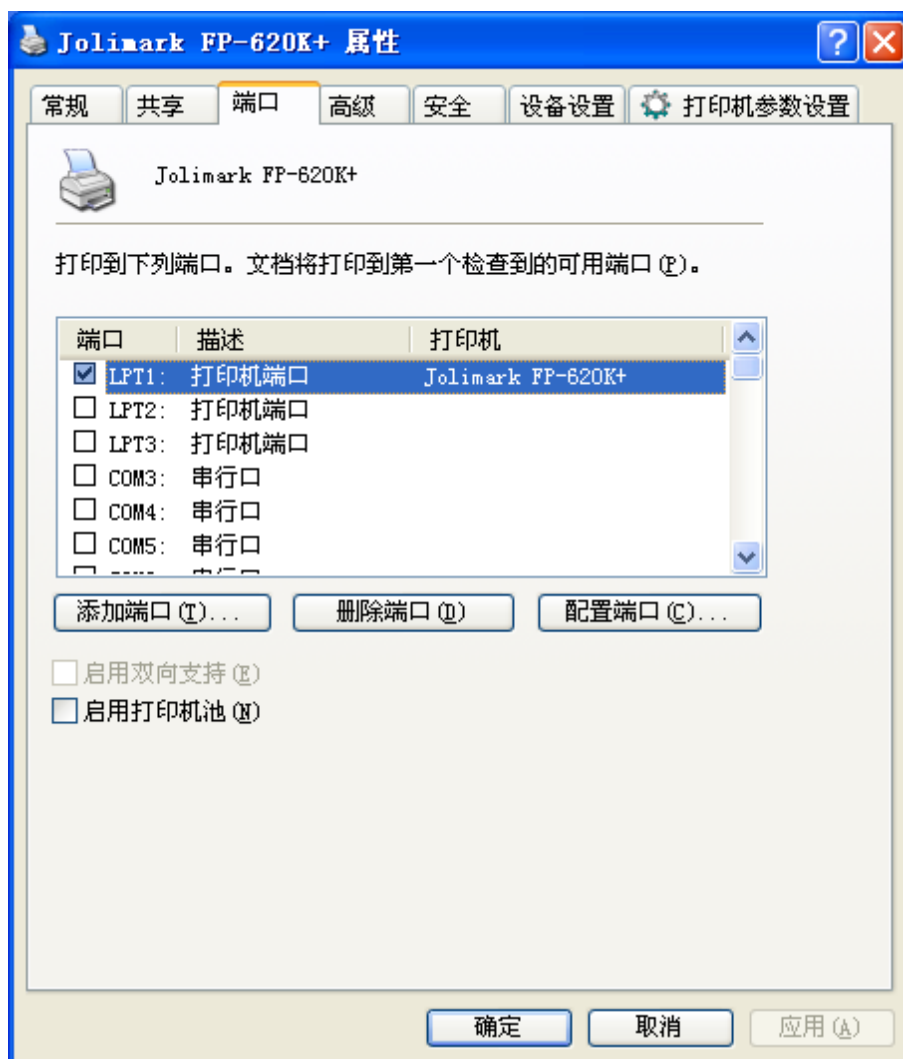 Jolimark FP-620K+ 属性
常规 共享 端口 高级 安全 设备设置 打印机参数设置
Jolimark FP-620K+
打印到下列端口。文档将打印到第一个检查到的可用端口(P)。
端口 描述 打印机
LPT1: 打印机端口 Jolimark FP-620K+
LPT2: 打印机端口
LPT3: 打印机端口
COM3: 串行口
COM4: 串行口
COM5: 串行口
添加端口(T)... 删除端口(D) 配置端口(C)...
启用双向支持(E)
启用打印机池(N)
确定 取消 应用(A)